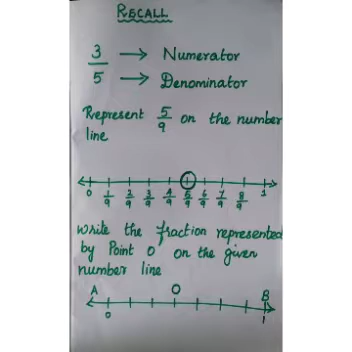 RECALL
3/5 → Numerator
→ Denominator
Represent 5/9 on the number
line
0 1/9 2/9 3/9 4/9 5/9 6/9 7/9 8/9 1
Write the fraction represented
by Point O on the given
number line
A O B
0 1